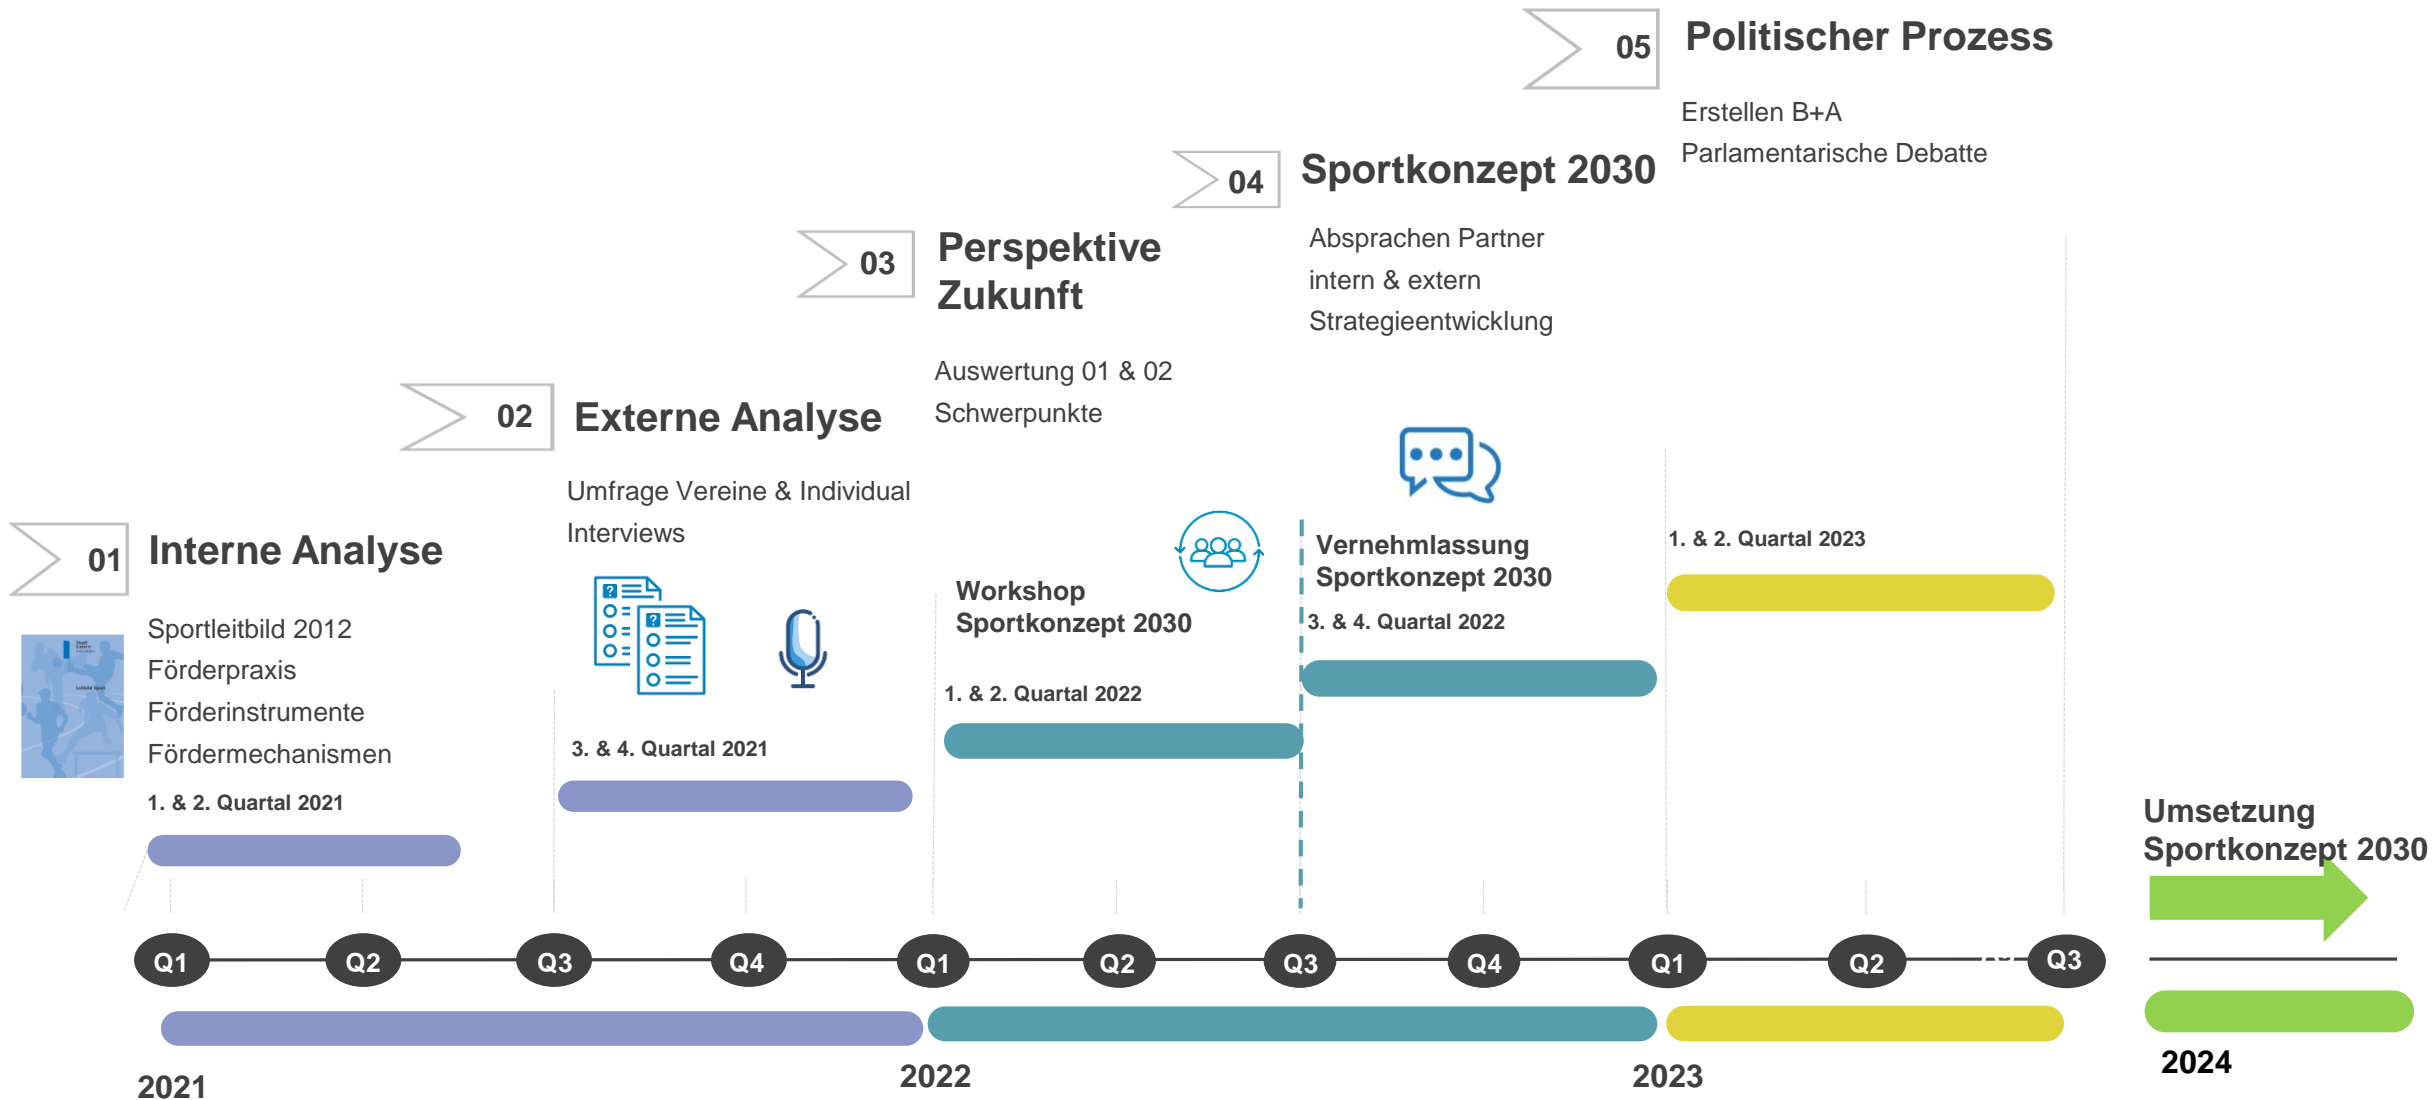 01
Interne Analyse
Sportleitbild 2012
Förderpraxis
Förderinstrumente
Fördermechanismen
1. & 2. Quartal 2021
Stadt
Luzern
Leitbild Sport
02
Externe Analyse
Umfrage Vereine & Individual
Interviews
?
?
3. & 4. Quartal 2021
03
Perspektive
Zukunft
Auswertung 01 & 02
Schwerpunkte
Workshop
Sportkonzept 2030
1. & 2. Quartal 2022
04
Sportkonzept 2030
Absprachen Partner
intern & extern
Strategieentwicklung
Vernehmlassung
Sportkonzept 2030
3. & 4. Quartal 2022
05
Politischer Prozess
Erstellen B+A
Parlamentarische Debatte
1. & 2. Quartal 2023
Umsetzung
Sportkonzept 2030
Q1 Q2 Q3 Q4 Q1 Q2 Q3 Q4 Q1 Q2 Q3
2021
2022
2023
2024